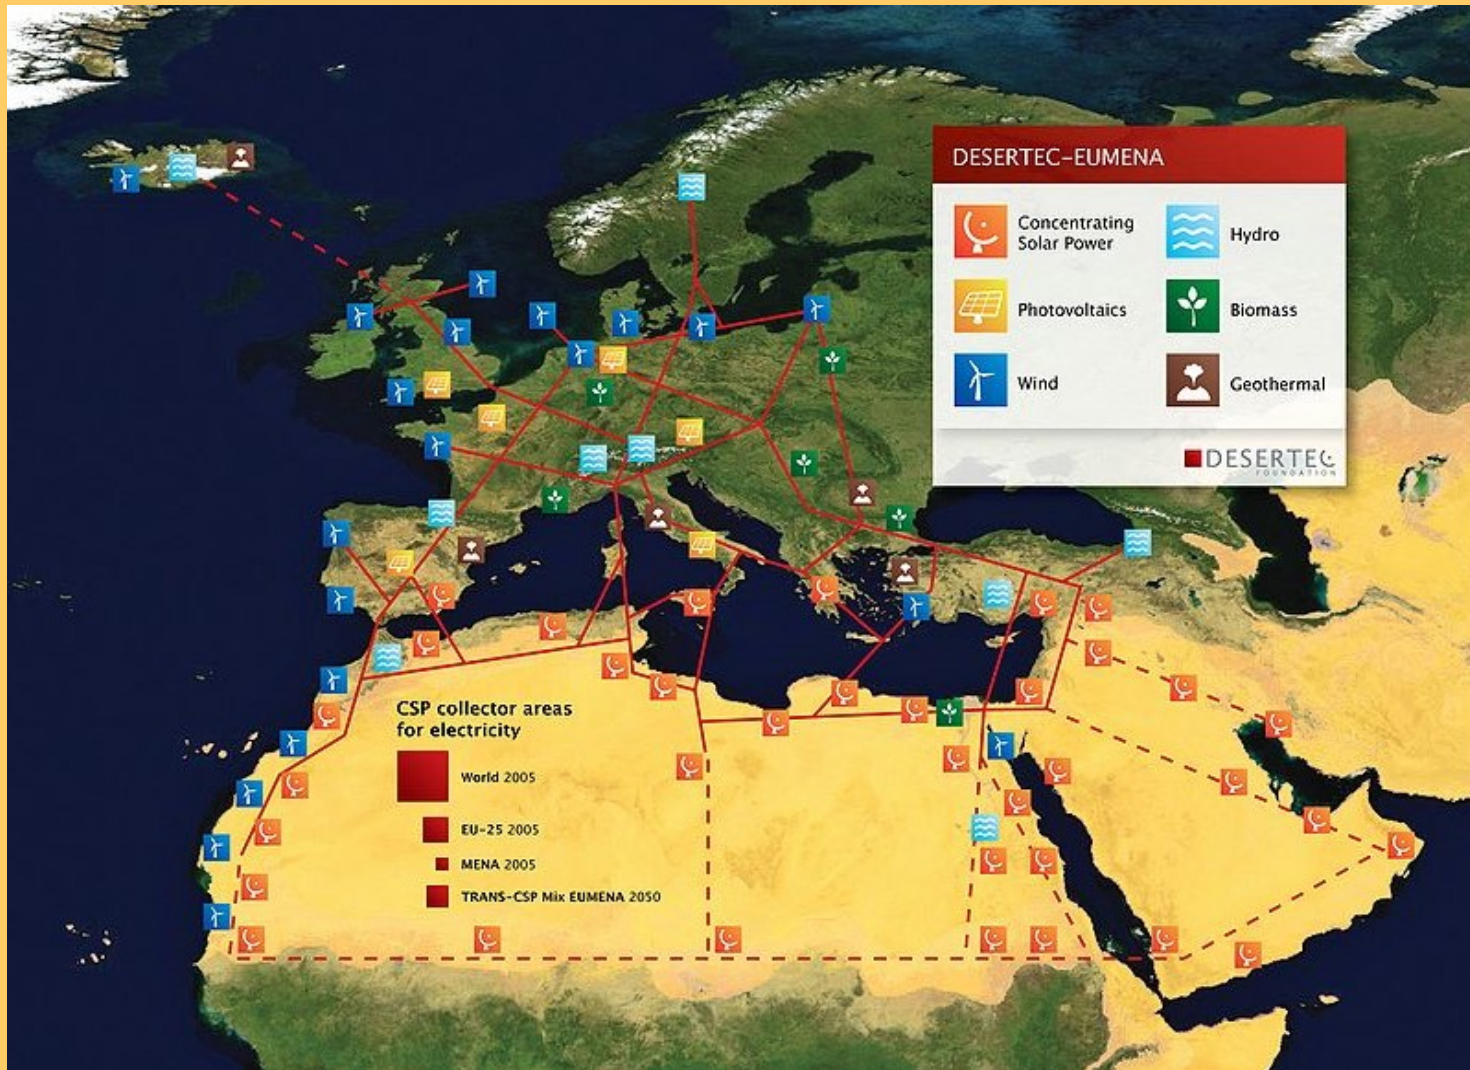 DESERTEC-EUMENA
Concentrating
Solar Power
Hydro
Photovoltaics
Biomass
Wind
Geothermal
DESERTEC
FOUNDATION
CSP collector areas
for electricity
World 2005
EU-25 2005
MENA 2005
TRANS-CSP Mix EUMENA 2050